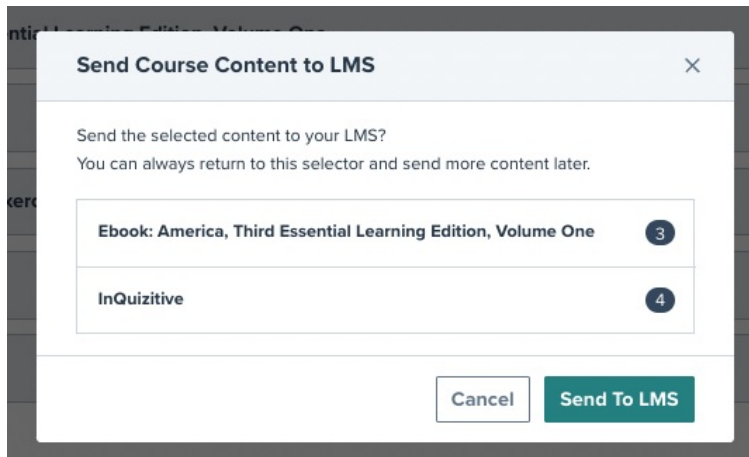 Send Course Content to LMS
Send the selected content to your LMS?
You can always return to this selector and send more content later.
Ebook: America, Third Essential Learning Edition, Volume One
3
InQuizitive
4
Cancel
Send To LMS